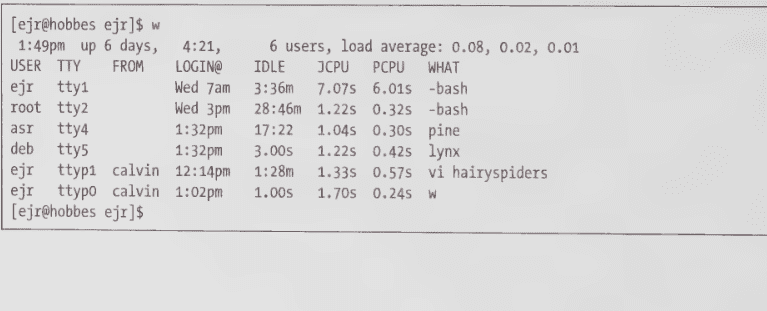 [ejr@hobbes ejr]$ w
1:49pm up 6 days, 4:21, 6 users, load average: 0.08, 0.02, 0.01
USER TTY FROM LOGIN@ IDLE JCPU PCPU WHAT
ejr tty1 Wed 7am 3:36m 7.07s 6.01s -bash
root tty2 Wed 3pm 28:46m 1.22s 0.32s -bash
asr tty4 1:32pm 17:22 1.04s 0.30s pine
deb tty5 1:32pm 3.00s 1.22s 0.42s lynx
ejr ttyp1 calvin 12:14pm 1:28m 1.33s 0.57s vi hairyspiders
ejr ttyp0 calvin 1:02pm 1.00s 1.70s 0.24s w
[ejr@hobbes ejr]$